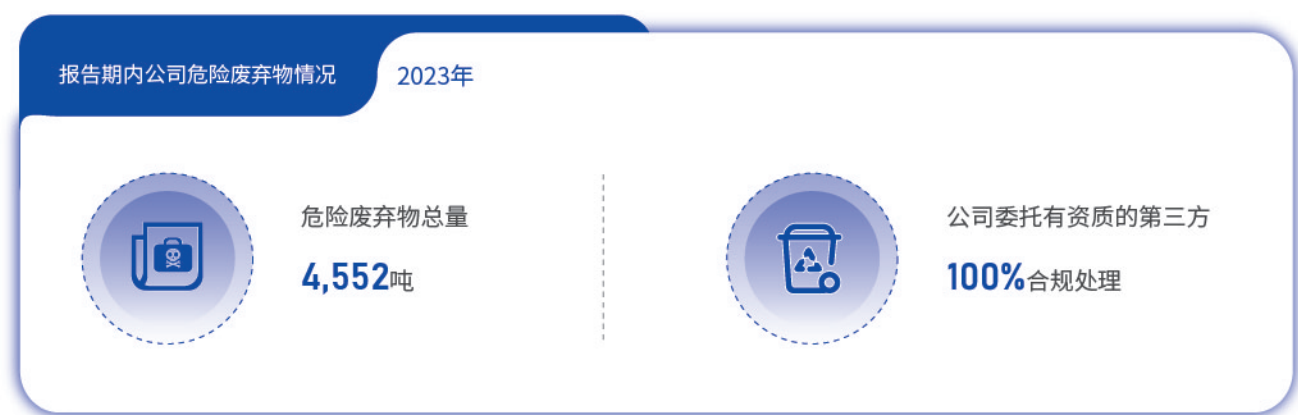 报告期内公司危险废弃物情况
2023年
危险废弃物总量
4,552吨
公司委托有资质的第三方
100%合规处理